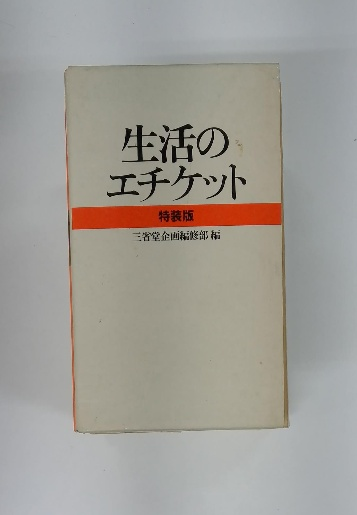 生活の
エチケット
特装版
三省堂企画編修部 編